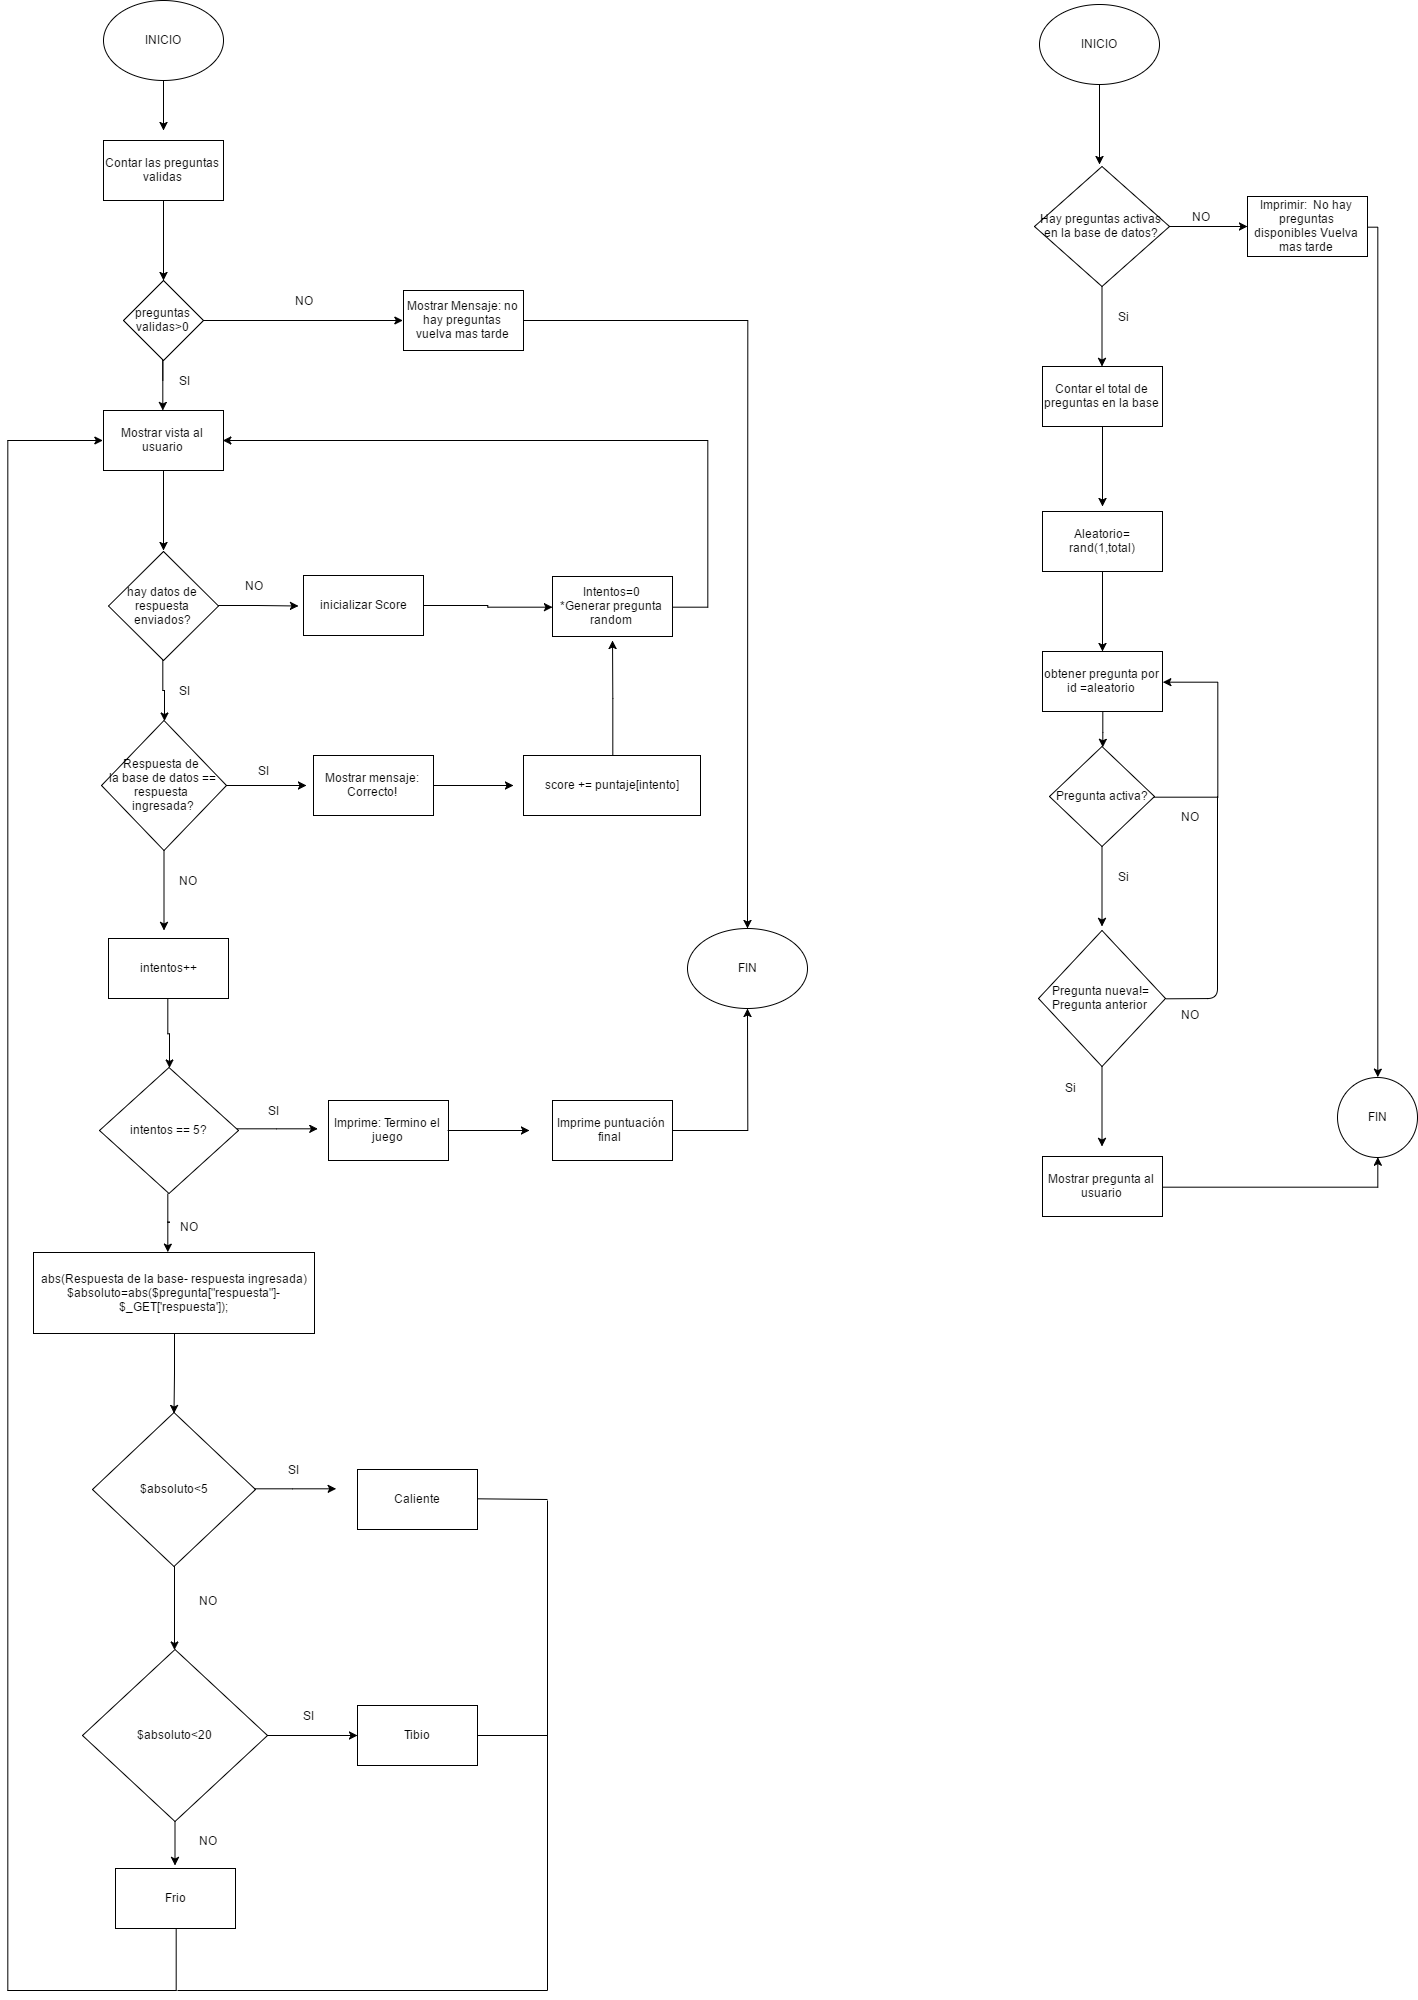 INICIO
Contar las preguntas
validas
preguntas
validas>0
NO
Mostrar Mensaje: no
hay preguntas
vuelva mas tarde
SI
Mostrar vista al
usuario
hay datos de
respuesta
enviados?
NO
inicializar Score
Intentos=0
*Generar pregunta
random
SI
Respuesta de
la base de datos ==
respuesta
ingresada?
SI
Mostrar mensaje:
Correcto!
score += puntaje[intento]
NO
intentos++
FIN
intentos == 5?
SI
Imprime: Termino el
juego
Imprime puntuación
final
NO
abs(Respuesta de la base- respuesta ingresada)
$absoluto=abs($pregunta["respuesta"]-
$_GET['respuesta']);
$absoluto<5
SI
Caliente
NO
$absoluto<20
SI
Tibio
NO
Frio
INICIO
Hay preguntas activas
en la base de datos?
NO
Imprimir: No hay
preguntas
disponibles Vuelva
mas tarde
Si
Contar el total de
preguntas en la base
Aleatorio=
rand(1,total)
obtener pregunta por
id =aleatorio
Pregunta activa?
NO
Si
Pregunta nueva!=
Pregunta anterior
NO
Si
FIN
Mostrar pregunta al
usuario